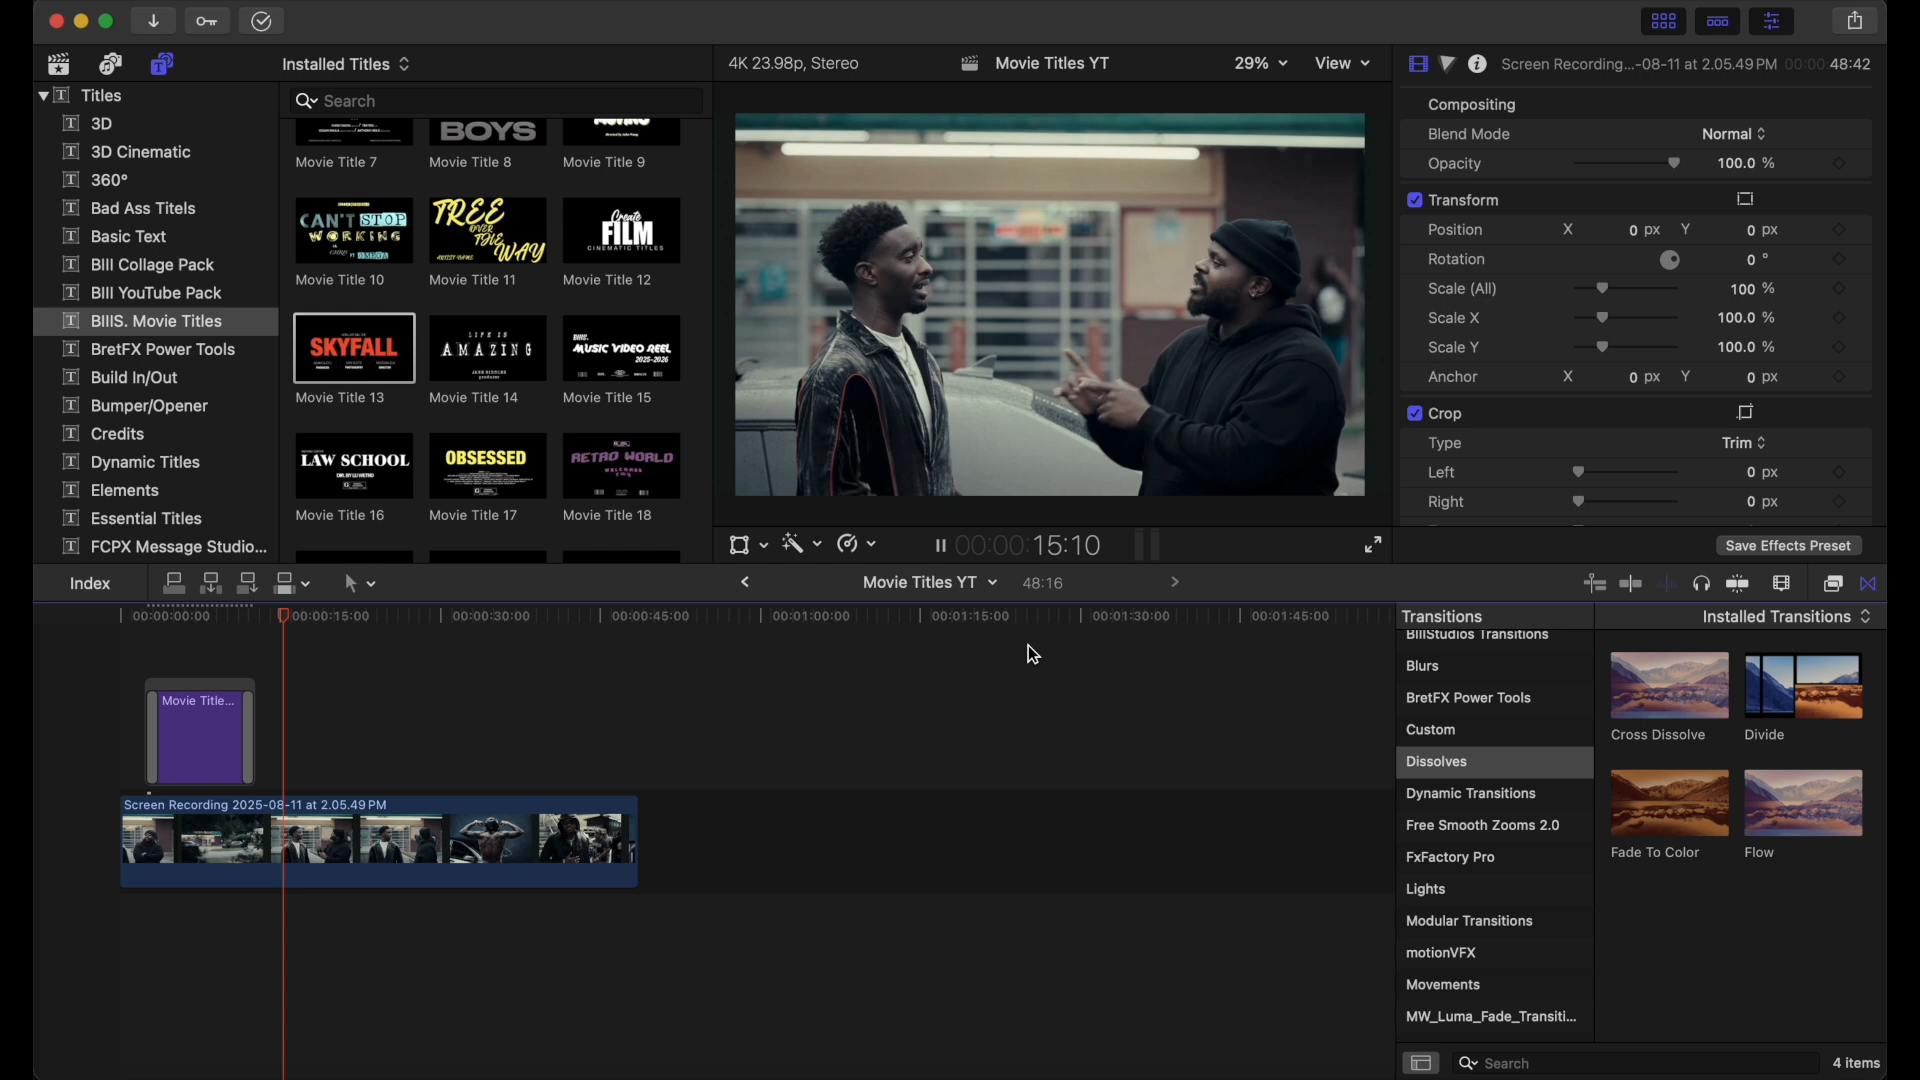 Installed Titles
4K 23.98p, Stereo
Movie Titles YT
29%
View
Screen Recording...-08-11 at 2.05.49 PM
00:00:48:42
Titles
3D
3D Cinematic
360°
Bad Ass Titels
Basic Text
BIII Collage Pack
BIII YouTube Pack
BIIIS. Movie Titles
BretFX Power Tools
Build In/Out
Bumper/Opener
Credits
Dynamic Titles
Elements
Essential Titles
FCPX Message Studio...
Search
BOYS
Movie Title 7
Movie Title 8
Movie Title 9
CAN'T STOP
WORKING
TREE
OVER
THE
WAY
ARTIST NAME
Create
FILM
CINEMATIC TITLES
Movie Title 10
Movie Title 11
Movie Title 12
SKYFALL
LIFE IS
AMAZING
BIIIS.
MUSIC VIDEO REEL
2025-2026
Movie Title 13
Movie Title 14
Movie Title 15
LAW SCHOOL
OBSESSED
RETRO WORLD
Movie Title 16
Movie Title 17
Movie Title 18
00:00:15:10
Compositing
Blend Mode
Normal
Opacity
100.0 %
Transform
Position
X
0 px
Y
0 px
Rotation
0 °
Scale (All)
100 %
Scale X
100.0 %
Scale Y
100.0 %
Anchor
X
0 px
Y
0 px
Crop
Type
Trim
Left
0 px
Right
0 px
Save Effects Preset
Index
Movie Titles YT
48:16
00:00:00:00
00:00:15:00
00:00:30:00
00:00:45:00
00:01:00:00
00:01:15:00
00:01:30:00
00:01:45:00
Movie Title...
Screen Recording 2025-08-11 at 2.05.49 PM
Transitions
Installed Transitions
BIIIStudios Transitions
Blurs
BretFX Power Tools
Custom
Dissolves
Dynamic Transitions
Free Smooth Zooms 2.0
FxFactory Pro
Lights
Modular Transitions
motionVFX
Movements
MW_Luma_Fade_Transiti...
Cross Dissolve
Divide
Fade To Color
Flow
Search
4 items